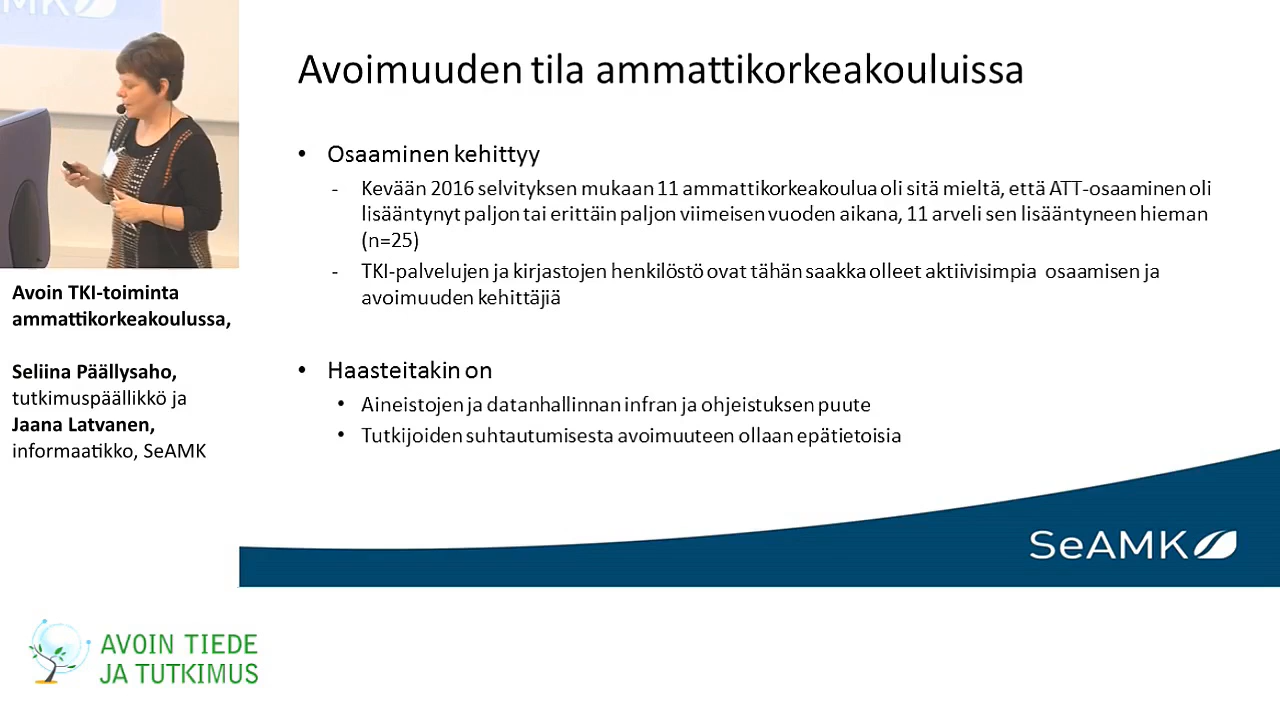 MK
Avoimuuden tila ammattikorkeakouluissa
• Osaaminen kehittyy
- Kevään 2016 selvityksen mukaan 11 ammattikorkeakoulua oli sitä mieltä, että ATT-osaaminen oli
lisääntynyt paljon tai erittäin paljon viimeisen vuoden aikana, 11 arveli sen lisääntyneen hieman
(n=25)
- TKI-palvelujen ja kirjastojen henkilöstö ovat tähän saakka olleet aktiivisimpia osaamisen ja
avoimuuden kehittäjiä
• Haasteitakin on
• Aineistojen ja datanhallinnan infran ja ohjeistuksen puute
• Tutkijoiden suhtautumisesta avoimuuteen ollaan epätietoisia
SeAMK
Avoin TKI-toiminta
ammattikorkeakoulussa,
Seliina Päällysaho,
tutkimuspäällikkö ja
Jaana Latvanen,
informaatikko, SeAMK
AVOIN TIEDE
JA TUTKIMUS